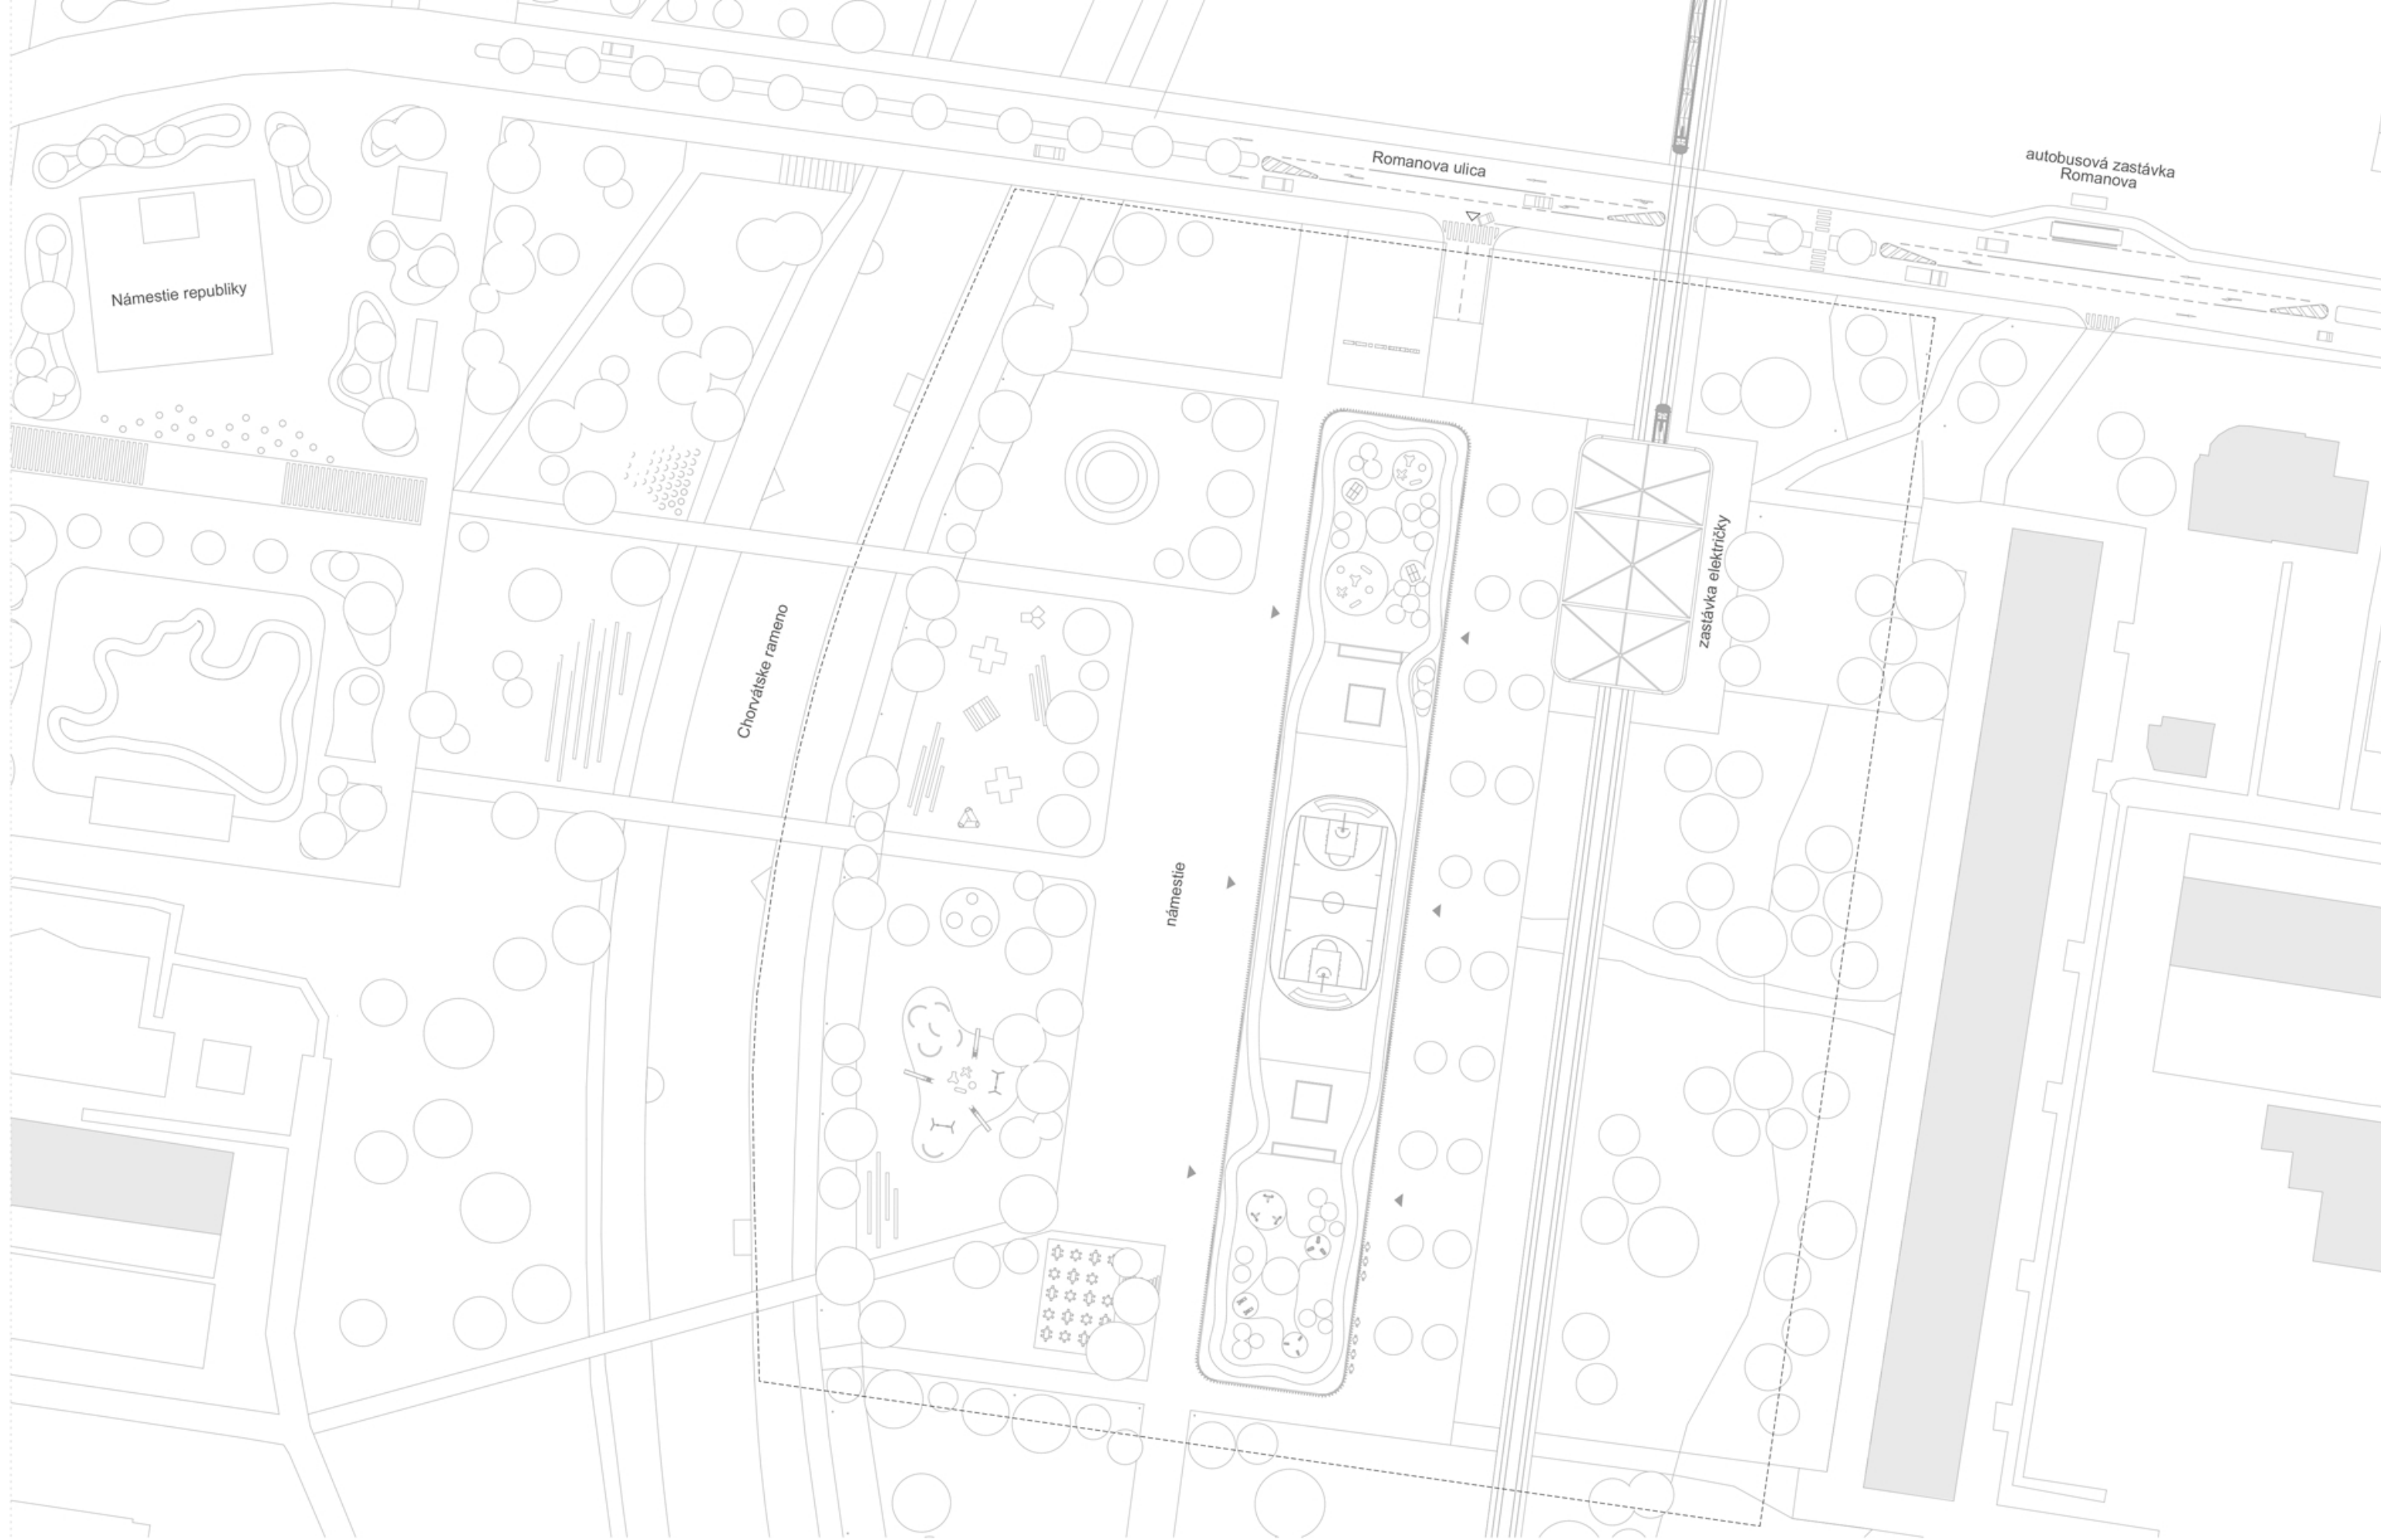 Romanova ulica
autobusová zastávka
Romanova
Námestie republiky
zastávka električky
Chorvátske rameno
námestie